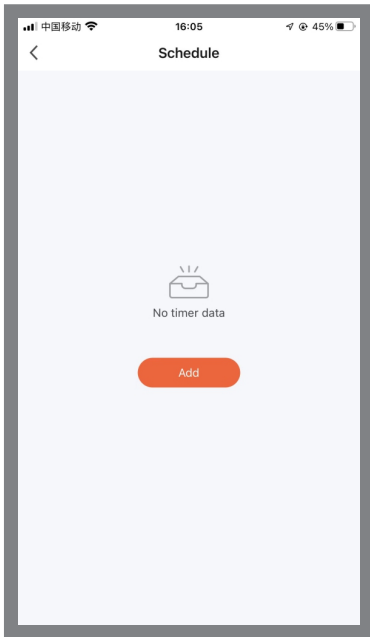 中国移动 16:05 45%
Schedule
No timer data
Add